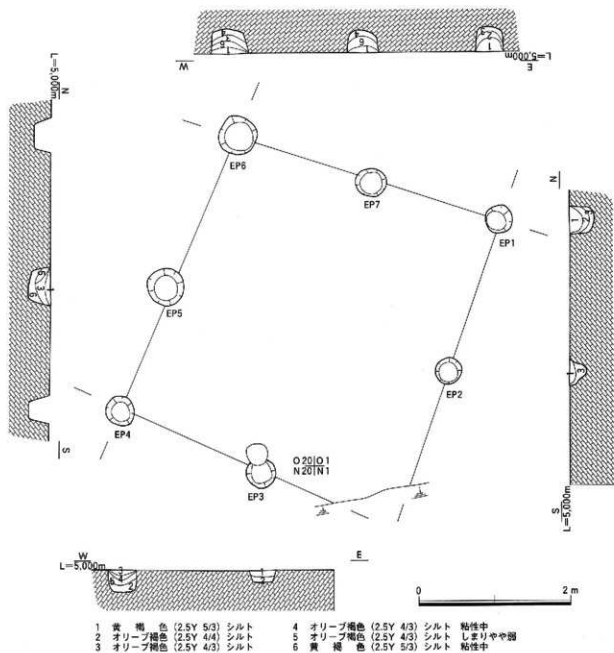 W
E
L=5,000m
L=5,000m
N
EP6
EP7
EP1
N
EP5
EP2
EP4
EP3
O 20|O 1
N 20|N 1
S
S
L=5,000m
W
L=5,000m
E
0 2 m
1 黄褐色 (2.5Y 5/3) シルト
2 オリーブ褐色 (2.5Y 4/4) シルト
3 オリーブ褐色 (2.5Y 4/3) シルト
4 オリーブ褐色 (2.5Y 4/3) シルト 粘性中
5 オリーブ褐色 (2.5Y 4/3) シルト しまりやや弱
6 黄褐色 (2.5Y 5/3) シルト 粘性中